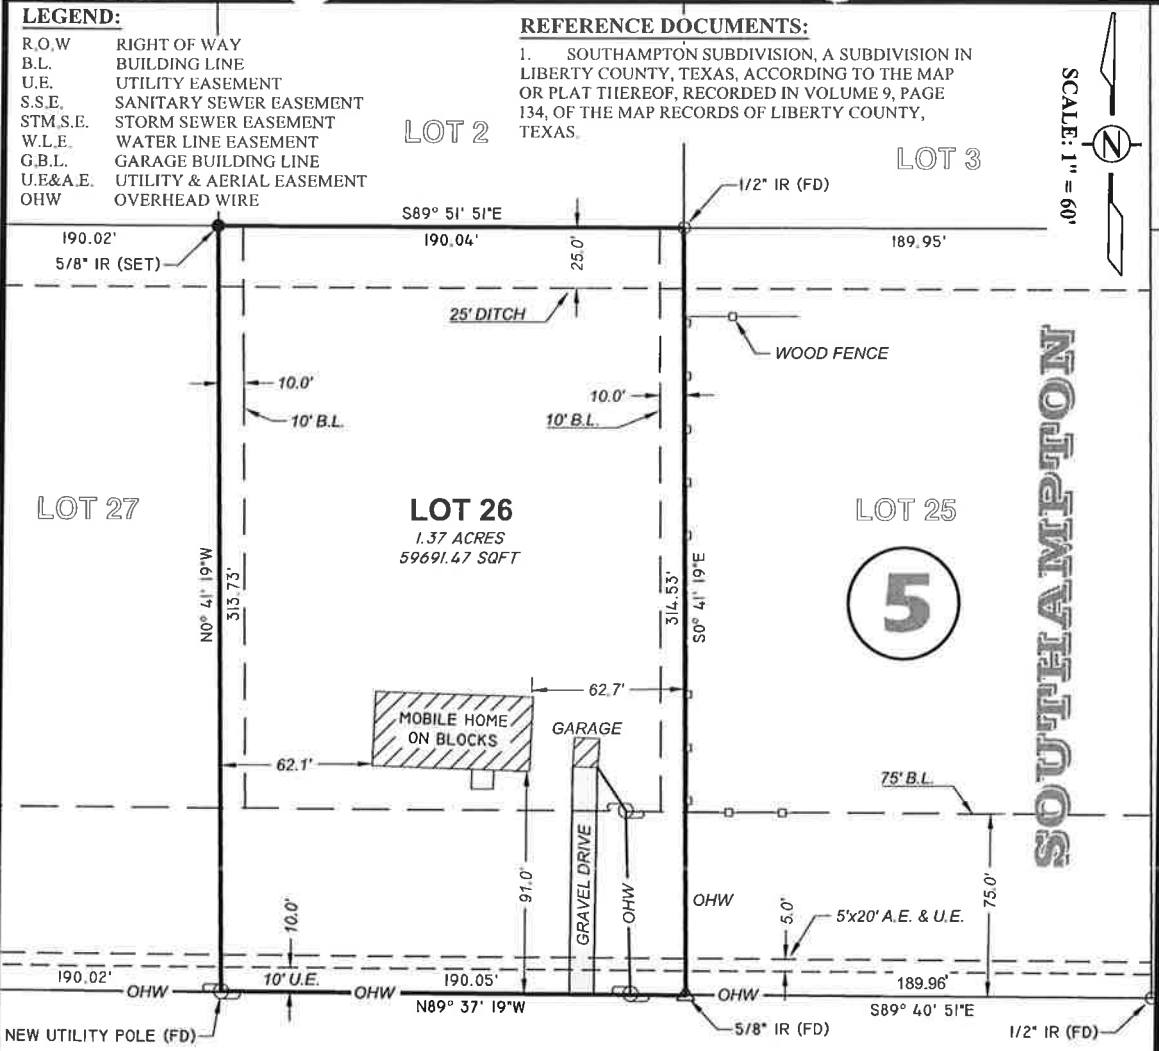 LEGEND:
R.O.W RIGHT OF WAY
B.L. BUILDING LINE
U.E. UTILITY EASEMENT
S.S.E. SANITARY SEWER EASEMENT
STM.S.E. STORM SEWER EASEMENT
W.L.E. WATER LINE EASEMENT
G.B.L. GARAGE BUILDING LINE
U.E&A.E. UTILITY & AERIAL EASEMENT
OHW OVERHEAD WIRE
REFERENCE DOCUMENTS:
1. SOUTHAMPTON SUBDIVISION, A SUBDIVISION IN
LIBERTY COUNTY, TEXAS, ACCORDING TO THE MAP
OR PLAT THEREOF, RECORDED IN VOLUME 9, PAGE
134, OF THE MAP RECORDS OF LIBERTY COUNTY,
TEXAS.
SCALE: 1" = 60'
N
LOT 2
LOT 3
1/2" IR (FD)
S89° 51' 51"E
190.02'
190.04'
189.95'
5/8" IR (SET)
25.0'
25' DITCH
WOOD FENCE
10.0'
10.0'
10' B.L.
10' B.L.
LOT 27
LOT 26
1.37 ACRES
59691.47 SQFT
LOT 25
5
SOUTHAMPTON
N0° 41' 19"W
313.73'
314.53'
S0° 41' 19"E
62.7'
MOBILE HOME
ON BLOCKS
GARAGE
62.1'
75' B.L.
91.0'
GRAVEL DRIVE
OHW
OHW
10.0'
5.0'
75.0'
5'x20' A.E. & U.E.
190.02'
10' U.E.
190.05'
189.96'
OHW
OHW
OHW
N89° 37' 19"W
S89° 40' 51"E
NEW UTILITY POLE (FD)
5/8" IR (FD)
1/2" IR (FD)